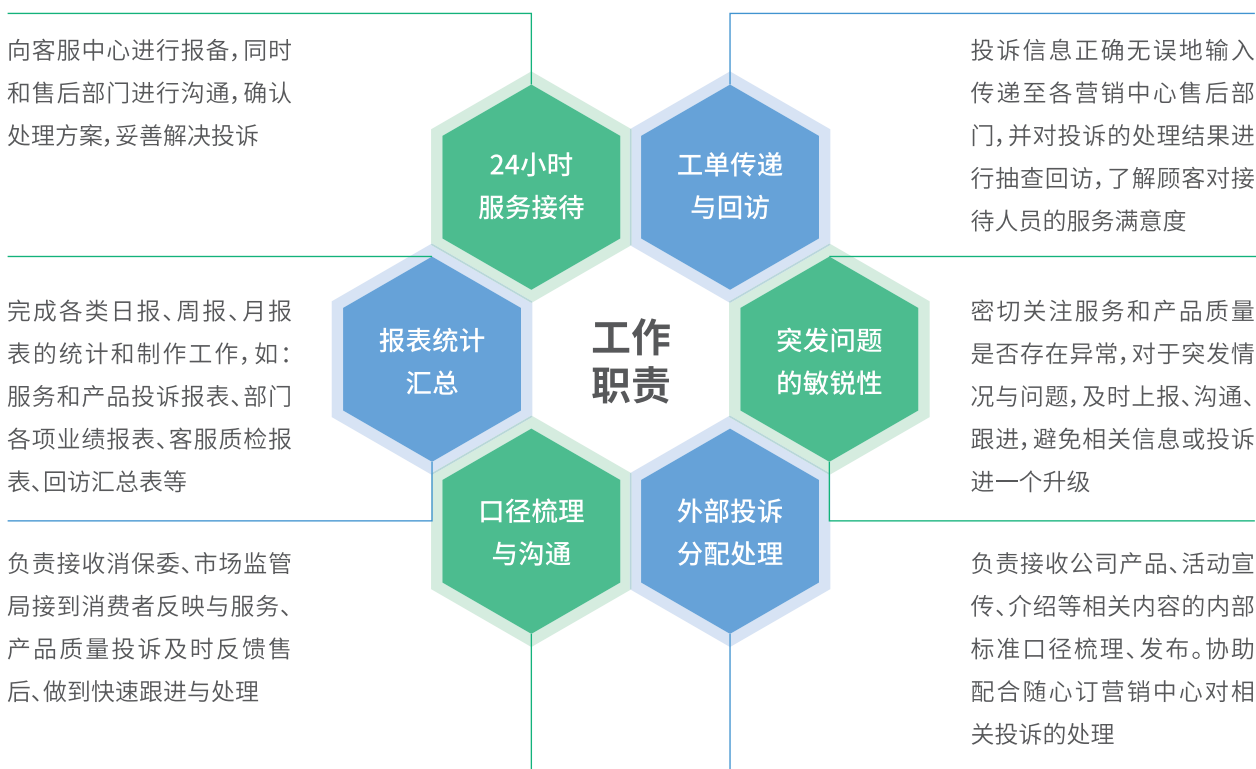 向客服中心进行报备，同时
和售后部门进行沟通，确认
处理方案，妥善解决投诉
投诉信息正确无误地输入
传递至各营销中心售后部
门，并对投诉的处理结果进
行抽查回访，了解顾客对接
待人员的服务满意度
24小时
服务接待
工单传递
与回访
完成各类日报、周报、月报
表的统计和制作工作，如：
服务和产品投诉报表、部门
各项业绩报表、客服质检报
表、回访汇总表等
报表统计
汇总
工作
职责
突发问题
的敏锐性
密切关注服务和产品质量
是否存在异常，对于突发情
况与问题，及时上报、沟通、
跟进，避免相关信息或投诉
进一个升级
口径梳理
与沟通
外部投诉
分配处理
负责接收消保委、市场监管
局接到消费者反映与服务、
产品质量投诉及时反馈售
后、做到快速跟进与处理
负责接收公司产品、活动宣
传、介绍等相关内容的内部
标准口径梳理、发布。协助
配合随心订营销中心对相
关投诉的处理